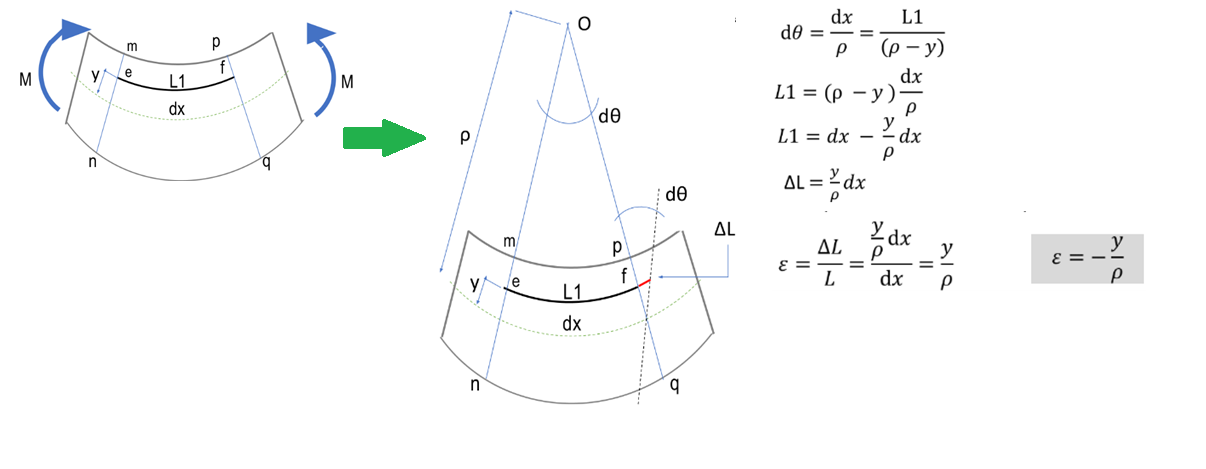 m
p
y
e
L1
f
M
M
dx
n
q
O
ρ
dθ
dθ
ΔL
m
p
y
e
L1
f
dx
n
q
dθ = dx/ρ = L1/(ρ − y)
L1 = (ρ − y) dx/ρ
L1 = dx − y/ρ dx
ΔL = y/ρ dx
ε = ΔL/L = (y/ρ dx)/dx = y/ρ
ε = − y/ρ